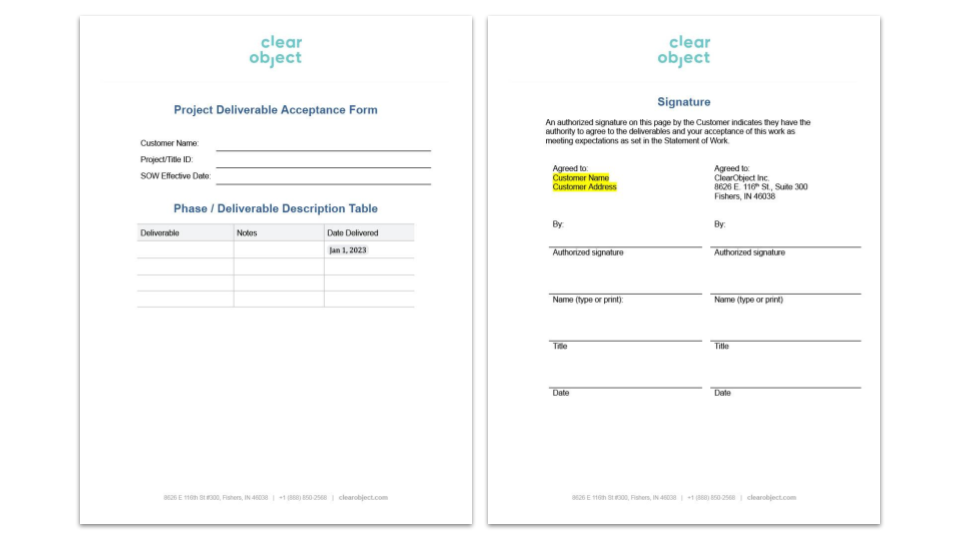 clear
object
Project Deliverable Acceptance Form
Customer Name:
Project/Title ID:
SOW Effective Date:
Phase / Deliverable Description Table
Deliverable Notes Date Delivered
Jan 1, 2023
8626 E 116th St #300, Fishers, IN 46038 | +1 (866) 850-2568 | clearobject.com
clear
object
Signature
An authorized signature on this page by the Customer indicates they have the
authority to agree to the deliverables and your acceptance of this work as
meeting expectations as set in the Statement of Work.
Agreed to:
Customer Name
Customer Address
By:
Authorized signature
Name (type or print):
Title
Date
Agreed to:
ClearObject Inc.
8626 E. 116th St., Suite 300
Fishers, IN 46038
By:
Authorized signature
Name (type or print)
Title
Date
8626 E 116th St #300, Fishers, IN 46038 | +1 (866) 850-2568 | clearobject.com